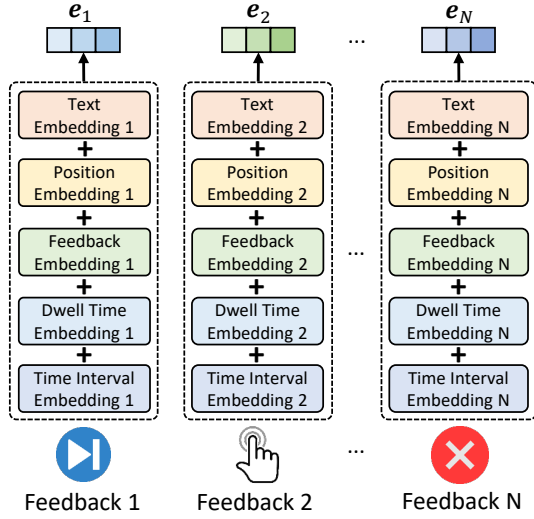 e1 e2 ... eN
Text Embedding 1
+
Position Embedding 1
+
Feedback Embedding 1
+
Dwell Time Embedding 1
+
Time Interval Embedding 1
Feedback 1
Text Embedding 2
+
Position Embedding 2
+
Feedback Embedding 2
+
Dwell Time Embedding 2
+
Time Interval Embedding 2
Feedback 2
...
...
Text Embedding N
+
Position Embedding N
+
Feedback Embedding N
+
Dwell Time Embedding N
+
Time Interval Embedding N
Feedback N